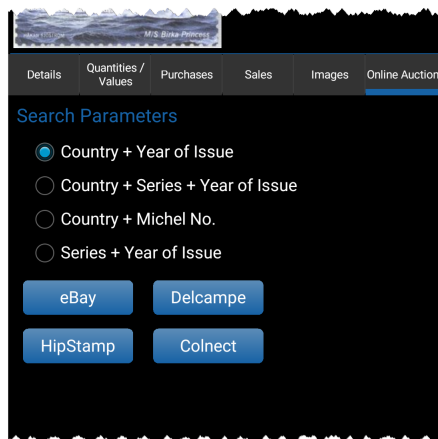 M/S Birka Princess
Details
Quantities /
Values
Purchases
Sales
Images
Online Auction
Search Parameters
Country + Year of Issue
Country + Series + Year of Issue
Country + Michel No.
Series + Year of Issue
eBay
Delcampe
HipStamp
Colnect